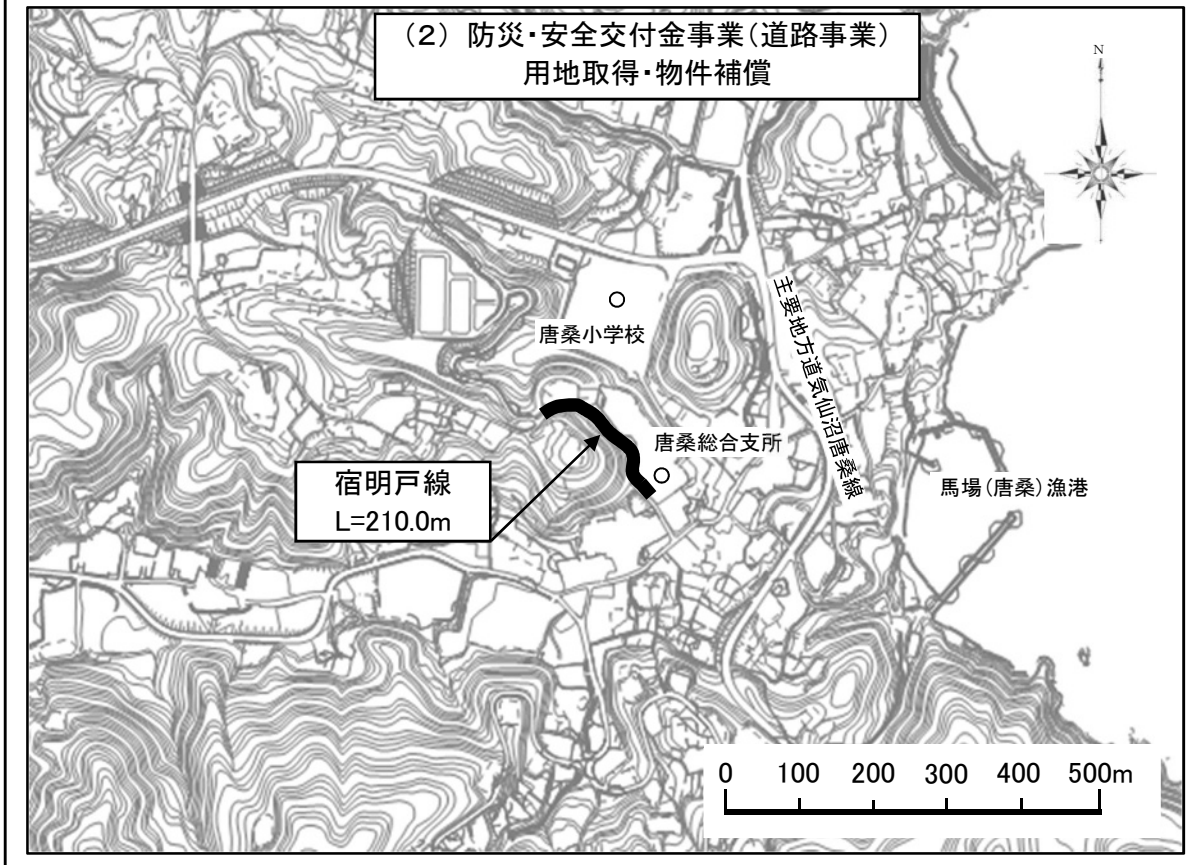 (2) 防災・安全交付金事業(道路事業)
用地取得・物件補償
N
主要地方道気仙沼唐桑線
唐桑小学校
唐桑総合支所
宿明戸線
L=210.0m
馬場(唐桑)漁港
0 100 200 300 400 500m